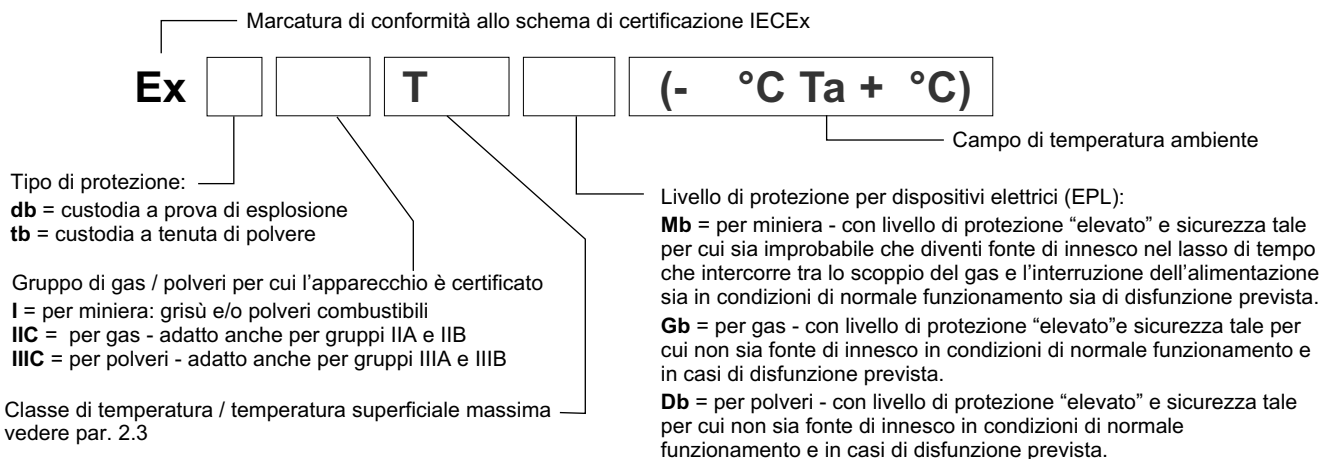 Marcatura di conformità allo schema di certificazione IECEx
Ex T (- °C Ta + °C)
Campo di temperatura ambiente
Tipo di protezione:
db = custodia a prova di esplosione
tb = custodia a tenuta di polvere
Gruppo di gas / polveri per cui l'apparecchio è certificato
I = per miniera: grisù e/o polveri combustibili
IIC = per gas - adatto anche per gruppi IIA e IIB
IIIC = per polveri - adatto anche per gruppi IIIA e IIIB
Classe di temperatura / temperatura superficiale massima
vedere par. 2.3
Livello di protezione per dispositivi elettrici (EPL):
Mb = per miniera - con livello di protezione “elevato” e sicurezza tale
per cui sia improbabile che diventi fonte di innesco nel lasso di tempo
che intercorre tra lo scoppio del gas e l'interruzione dell'alimentazione
sia in condizioni di normale funzionamento sia di disfunzione prevista.
Gb = per gas - con livello di protezione “elevato”e sicurezza tale per
cui non sia fonte di innesco in condizioni di normale funzionamento e
in casi di disfunzione prevista.
Db = per polveri - con livello di protezione “elevato” e sicurezza tale
per cui non sia fonte di innesco in condizioni di normale
funzionamento e in casi di disfunzione prevista.